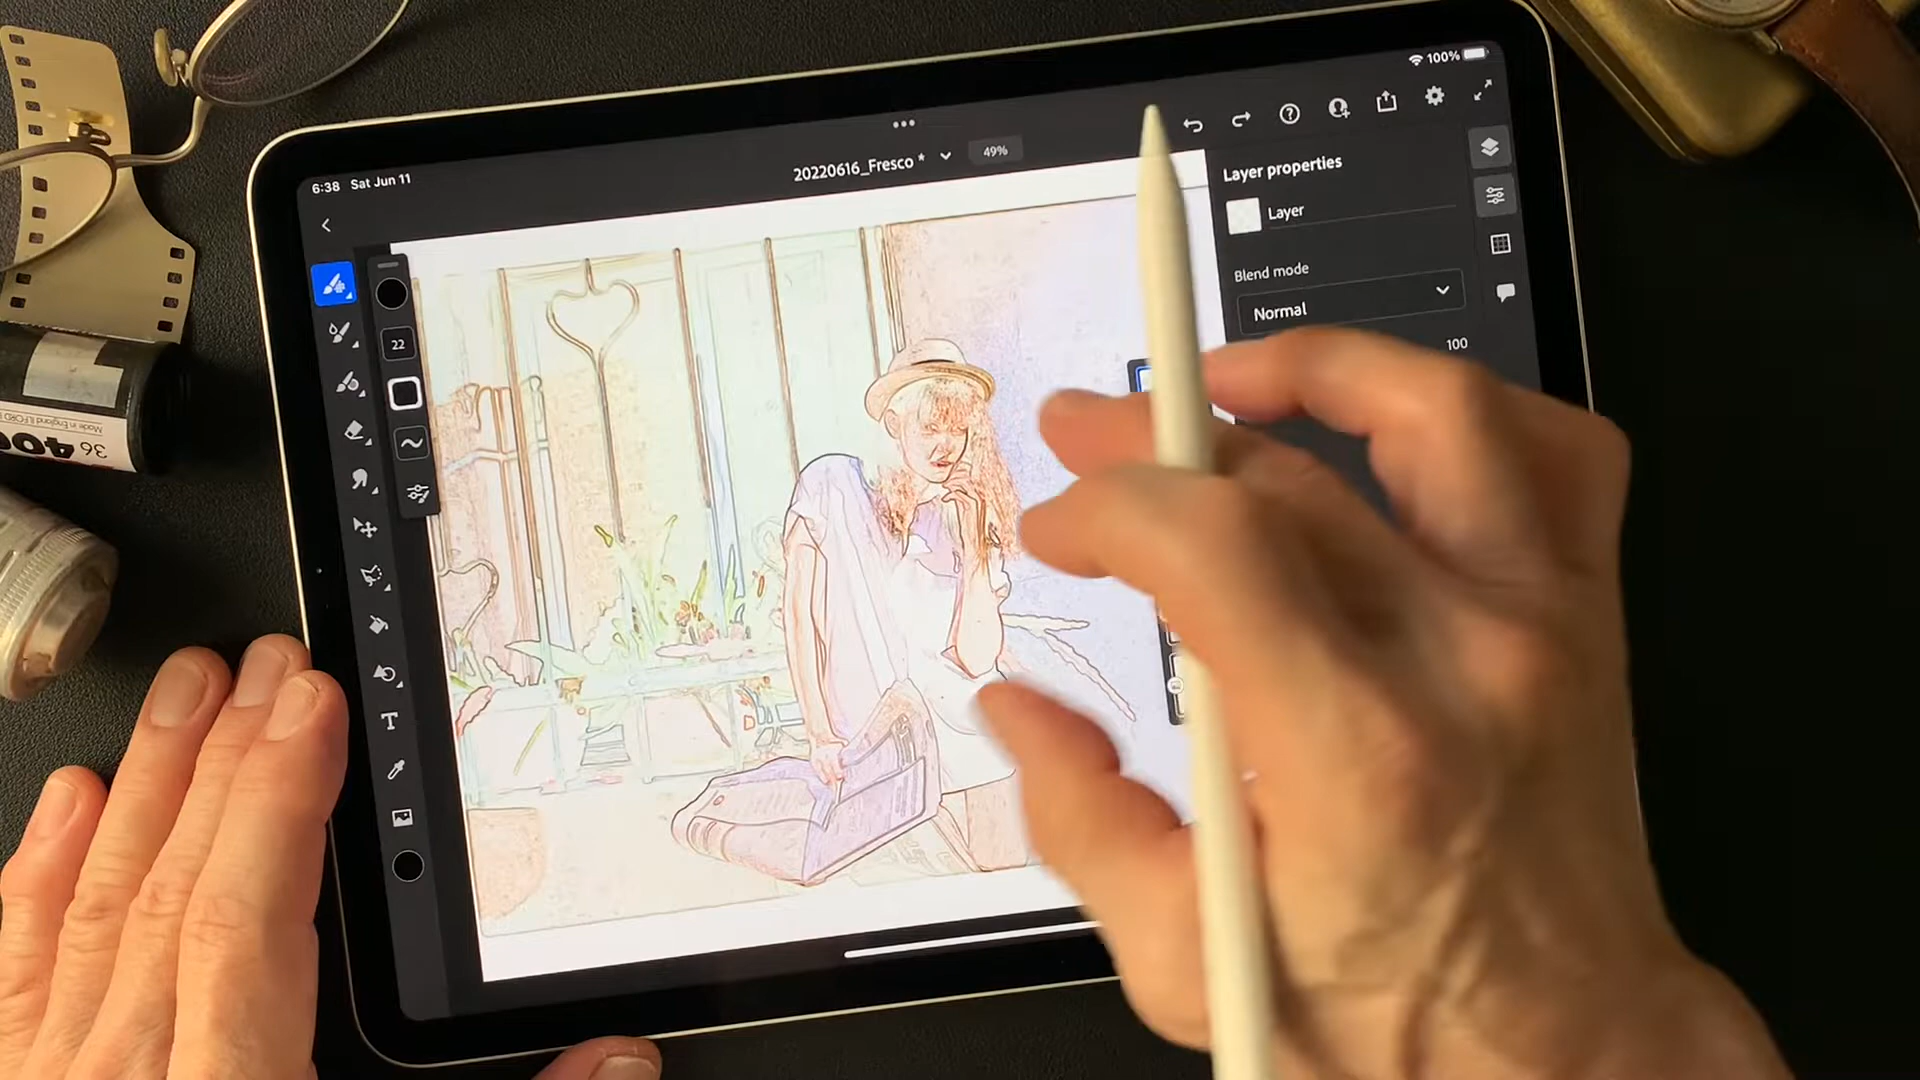 100%
6:38 Sat Jun 11
20220616_Fresco *
49%
Layer properties
Layer
Blend mode
Normal
100
22
T
Made in England ILFORD
36
400